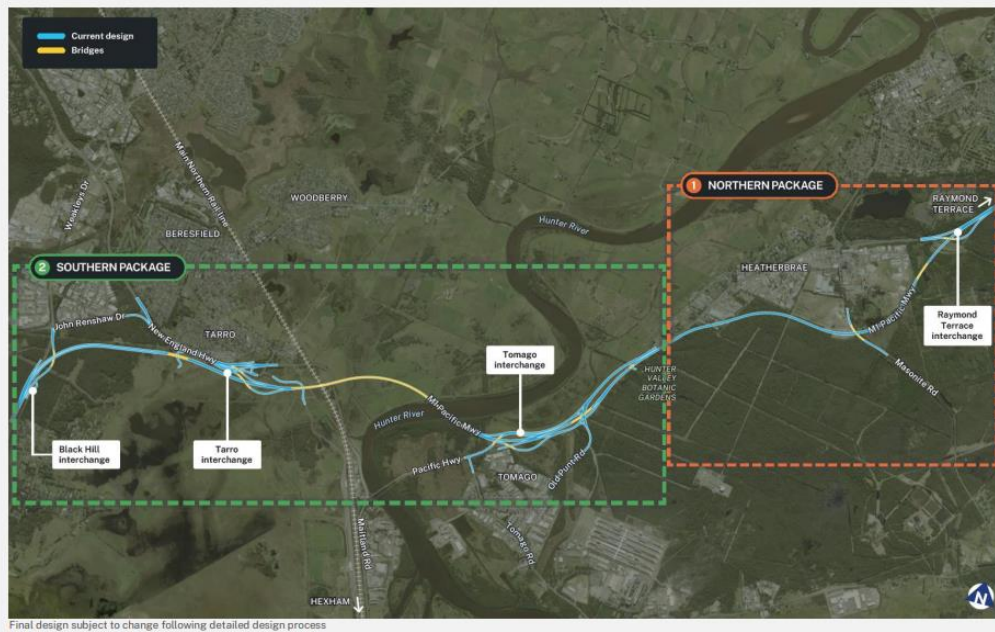 Current design
Bridges
Main Northern Rail line
Weakleys Dr
WOODBERRY
BERESFIELD
Hunter River
1 NORTHERN PACKAGE
RAYMOND
TERRACE
2 SOUTHERN PACKAGE
HEATHERBRAE
John Renshaw Dr
New England Hwy
TARRO
M1 Pacific Mwy
Raymond
Terrace
interchange
Tomago
interchange
HUNTER
VALLEY
BOTANIC
GARDENS
Masonite Rd
Hunter River
M1 Pacific Mwy
Black Hill
interchange
Tarro
interchange
Pacific Hwy
TOMAGO
Old Punt Rd
Maitland Rd
Tomago Rd
HEXHAM
N
Final design subject to change following detailed design process